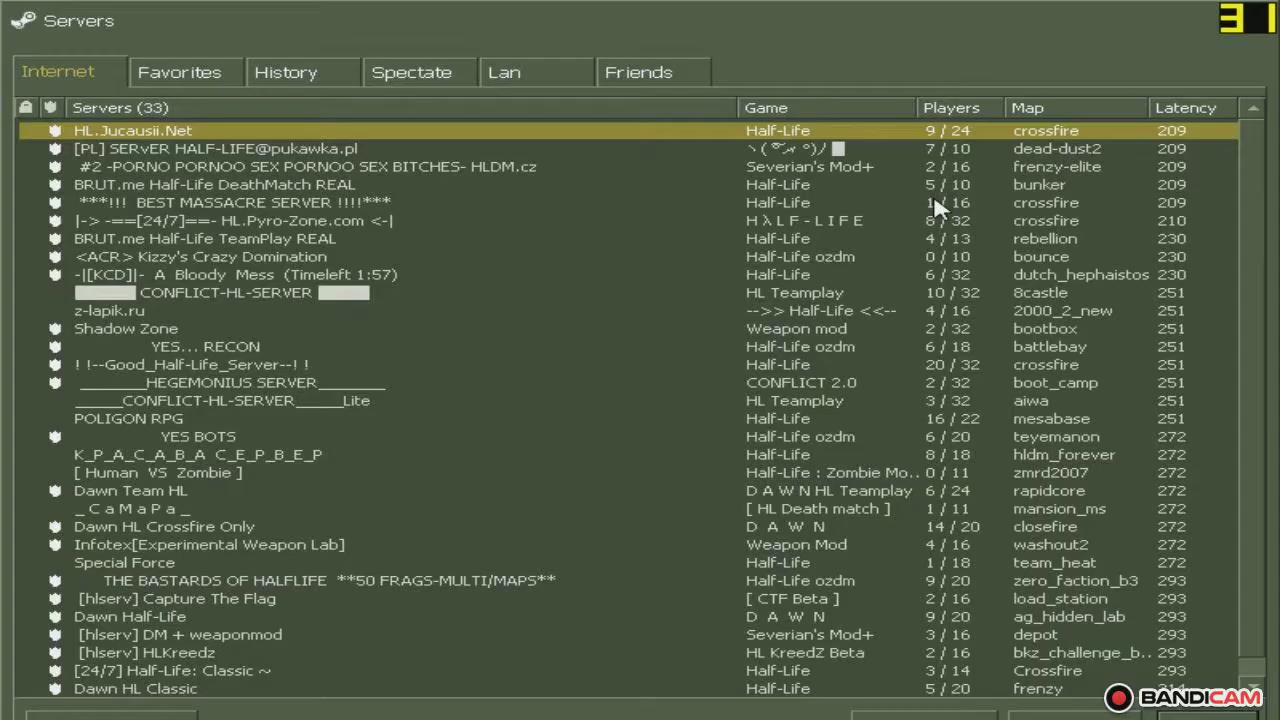 Servers
31
Internet Favorites History Spectate Lan Friends
Servers (33) Game Players Map Latency
HL.Jucausii.Net Half-Life 9 / 24 crossfire 209
[PL] SERvER HALF-LIFE@pukawka.pl 7 / 10 dead-dust2 209
#2 -PORNO PORNOO SEX PORNOO SEX BITCHES- HLDM.cz Severian's Mod+ 2 / 16 frenzy-elite 209
BRUT.me Half-Life DeathMatch REAL Half-Life 5 / 10 bunker 209
***!!! BEST MASSACRE SERVER !!!!*** Half-Life 1 / 16 crossfire 209
|-> -==[24/7]==- HL.Pyro-Zone.com <-| H λ L F - L I F E 8 / 32 crossfire 210
BRUT.me Half-Life TeamPlay REAL Half-Life 4 / 13 rebellion 230
<ACR> Kizzy's Crazy Domination Half-Life ozdm 0 / 10 bounce 230
-|[KCD]|- A Bloody Mess (Timeleft 1:57) Half-Life 6 / 32 dutch_hephaistos 230
CONFLICT-HL-SERVER HL Teamplay 10 / 32 8castle 251
z-lapik.ru -->> Half-Life <<-- 4 / 16 2000_2_new 251
Shadow Zone Weapon mod 2 / 32 bootbox 251
YES... RECON Half-Life ozdm 6 / 18 battlebay 251
! !--Good_Half-Life_Server--! ! Half-Life 20 / 32 crossfire 251
_______HEGEMONIUS SERVER_______ CONFLICT 2.0 2 / 32 boot_camp 251
_____CONFLICT-HL-SERVER_____Lite HL Teamplay 3 / 32 aiwa 251
POLIGON RPG Half-Life 16 / 22 mesabase 251
YES BOTS Half-Life ozdm 6 / 20 teyemanon 272
K_P_A_C_A_B_A C_E_P_B_E_P Half-Life 8 / 18 hldm_forever 272
[ Human VS Zombie ] Half-Life : Zombie Mo.. 0 / 11 zmrd2007 272
Dawn Team HL D A W N HL Teamplay 6 / 24 rapidcore 272
_ C a M a P a _ [ HL Death match ] 1 / 11 mansion_ms 272
Dawn HL Crossfire Only D A W N 14 / 20 closefire 272
Infotex[Experimental Weapon Lab] Weapon Mod 4 / 16 washout2 272
Special Force Half-Life 1 / 18 team_heat 272
THE BASTARDS OF HALFLIFE **50 FRAGS-MULTI/MAPS** Half-Life ozdm 9 / 20 zero_faction_b3 293
[hlserv] Capture The Flag [ CTF Beta ] 2 / 16 load_station 293
Dawn Half-Life D A W N 9 / 20 ag_hidden_lab 293
[hlserv] DM + weaponmod Severian's Mod+ 3 / 16 depot 293
[hlserv] HLKreedz HL KreedZ Beta 2 / 16 bkz_challenge_b.. 293
[24/7] Half-Life: Classic ~ Half-Life 3 / 14 Crossfire 293
Dawn HL Classic Half-Life 5 / 20 frenzy
BANDICAM